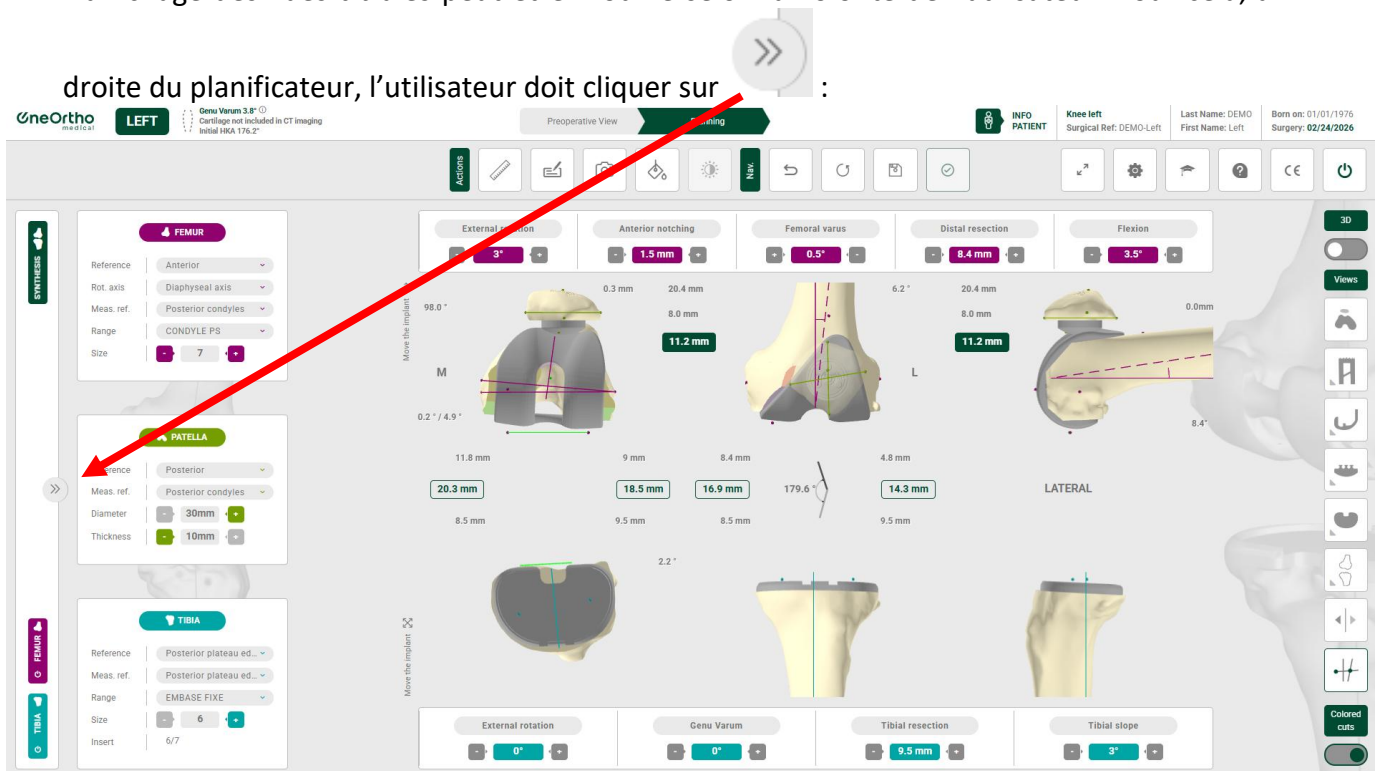 droite du planificateur, l’utilisateur doit cliquer sur :
OneOrtho
medical
LEFT
Genu Varum 3.8°
Cartilage not included in CT imaging
Initial HKA 176.2°
Preoperative View
INFO
PATIENT
Knee left
Surgical Ref: DEMO-Left
Last Name: DEMO
First Name: Left
Born on: 01/01/1976
Surgery: 02/24/2026
Actions
Nav.
CE
SYNTHESIS
FEMUR
Reference Anterior
Rot. axis Diaphyseal axis
Meas. ref. Posterior condyles
Range CONDYLE PS
Size - 7 +
PATELLA
Posterior
Meas. ref. Posterior condyles
Diameter - 30mm +
Thickness - 10mm +
TIBIA
Reference Posterior plateau ed...
Meas. ref. Posterior plateau ed...
Range EMBASE FIXE
Size - 6 +
Insert 6/7
FEMUR
TIBIA
External rotation
- 3° +
Anterior notching
- 1.5 mm +
Femoral varus
+ 0.5° -
Distal resection
- 8.4 mm +
Flexion
- 3.5° +
Move the implant
98.0 °
0.3 mm 20.4 mm
8.0 mm
11.2 mm
M
0.2 ° / 4.9 °
6.2 ° 20.4 mm
8.0 mm
11.2 mm
L
0.0mm
8.4°
11.8 mm 9 mm 8.4 mm 4.8 mm
20.3 mm 18.5 mm 16.9 mm 179.6 ° 14.3 mm LATERAL
8.5 mm 9.5 mm 8.5 mm 9.5 mm
2.2 °
Move the implant
External rotation
- 0° +
Genu Varum
- 0° +
Tibial resection
- 9.5 mm +
Tibial slope
- 3° +
3D
Views
Colored
cuts